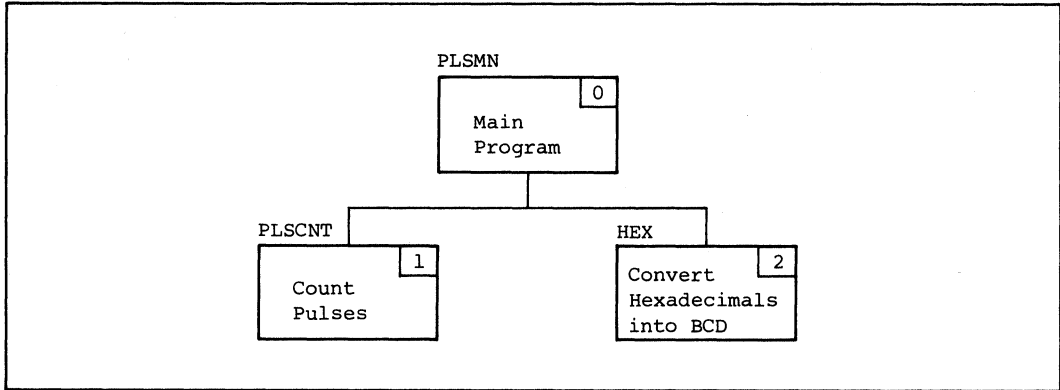 PLSMN
0
Main
Program
PLSCNT
1
Count
Pulses
HEX
2
Convert
Hexadecimals
into BCD